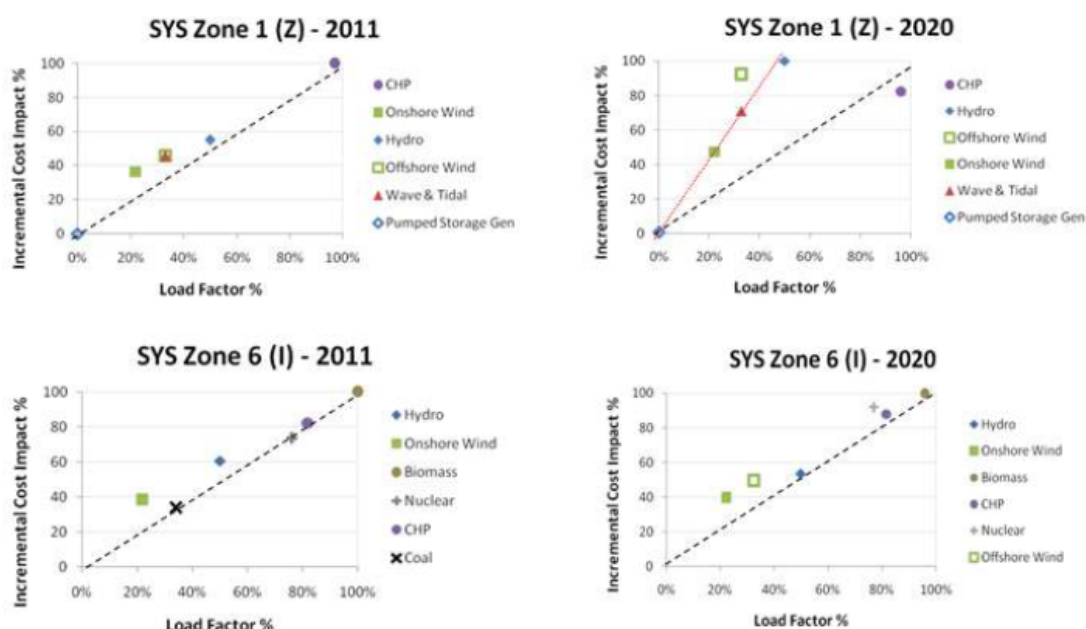 SYS Zone 1 (Z) - 2011
Incremental Cost Impact %
100
80
60
40
20
0
0% 20% 40% 60% 80% 100%
Load Factor %
CHP
Onshore Wind
Hydro
Offshore Wind
Wave & Tidal
Pumped Storage Gen
SYS Zone 1 (Z) - 2020
Incremental Cost Impact %
100
80
60
40
20
0
0% 20% 40% 60% 80% 100%
Load Factor %
CHP
Hydro
Offshore Wind
Onshore Wind
Wave & Tidal
Pumped Storage Gen
SYS Zone 6 (I) - 2011
Incremental Cost Impact %
100
80
60
40
20
0
0% 20% 40% 60% 80% 100%
Load Factor %
Hydro
Onshore Wind
Biomass
Nuclear
CHP
Coal
SYS Zone 6 (I) - 2020
Incremental Cost Impact %
100
80
60
40
20
0
0% 20% 40% 60% 80% 100%
Load Factor %
Hydro
Onshore Wind
Biomass
CHP
Nuclear
Offshore Wind